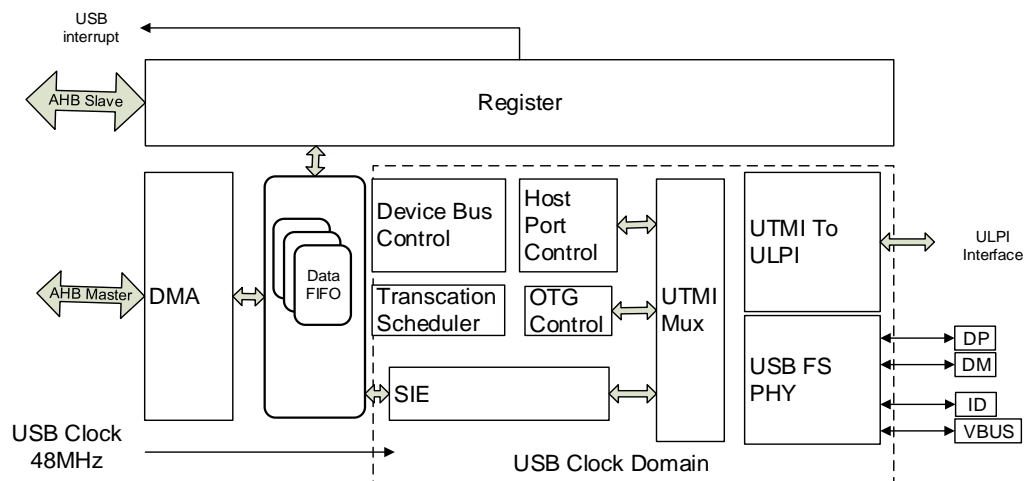 USB
interrupt
AHB Slave
Register
Device Bus
Control
Host
Port
Control
UTMI To
ULPI
ULPI
Interface
Data
FIFO
AHB Master
DMA
Transcation
Scheduler
OTG
Control
UTMI
Mux
USB FS
PHY
DP
DM
SIE
ID
VBUS
USB Clock
48MHz
USB Clock Domain